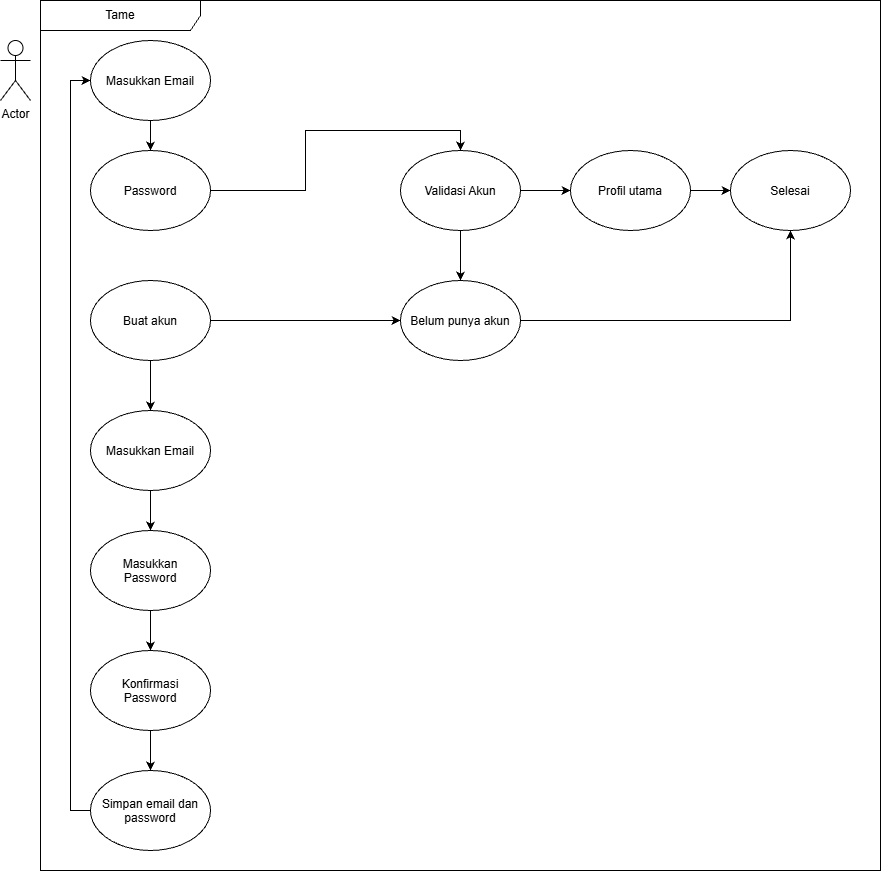 Tame
Actor
Masukkan Email
Password
Validasi Akun
Profil utama
Selesai
Buat akun
Belum punya akun
Masukkan Email
Masukkan
Password
Konfirmasi
Password
Simpan email dan
password